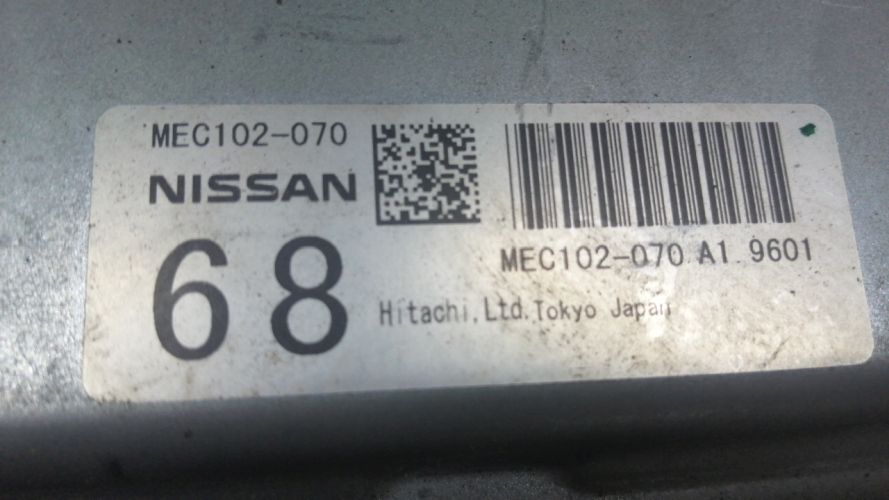 MEC102-070
NISSAN
68
MEC102-070 A1 9601
Hitachi,Ltd.Tokyo Japan